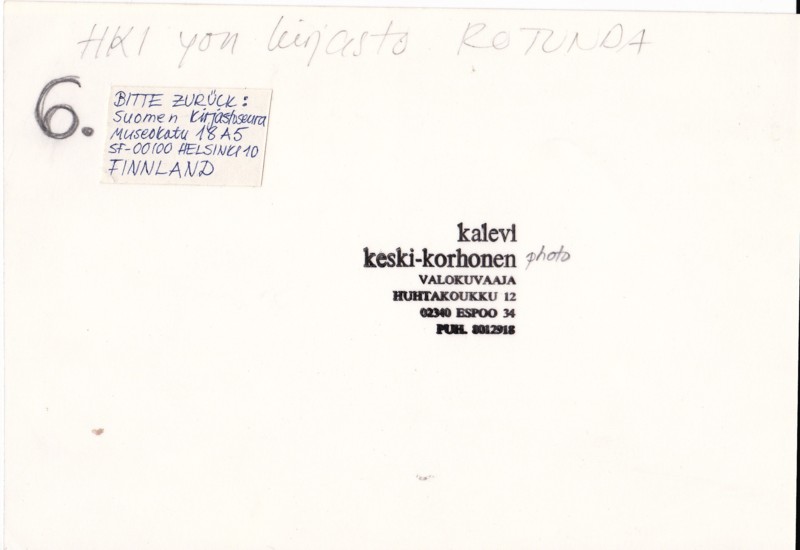 HKI yon kirjasto ROTUNDA
6.
BITTE ZURÜCK:
Suomen Kirjastoseura
Museokatu 18 A5
SF-00100 HELSINKI 10
FINNLAND
kalevi
keski-korhonen photo
VALOKUVAAJA
HUHTAKOUKKU 12
02340 ESPOO 34
PUH. 8012918